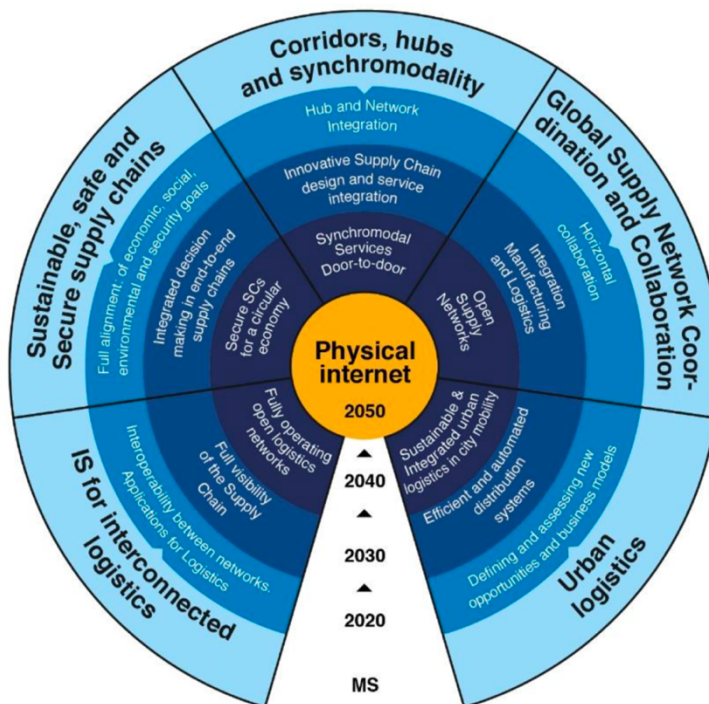 Corridors, hubs
and synchromodality
Hub and Network
Integration
Innovative Supply Chain
design and service
integration
Synchromodal
Services
Door-to-door
Global Supply Network Coor-
dination and Collaboration
Horizontal
collaboration
Integration
Manufacturing
and Logistics
Open
Supply
Networks
Urban
logistics
Defining and assessing new
opportunities and business models
Efficient and automated
distribution
systems
Sustainable &
Integrated urban
logistics in city mobility
Sustainable, safe and
Secure supply chains
Full alignment: of economic, social,
environmental and security goals
Integrated decision
making in end-to-end
supply chains
Secure SCs
for a circular
economy
IS for interconnected
logistics
Interoperability between networks.
Applications for Logistics
Full visibility
of the Supply
Chain
Fully operating
open logistics
networks
Physical
internet
2050
2040
2030
2020
MS